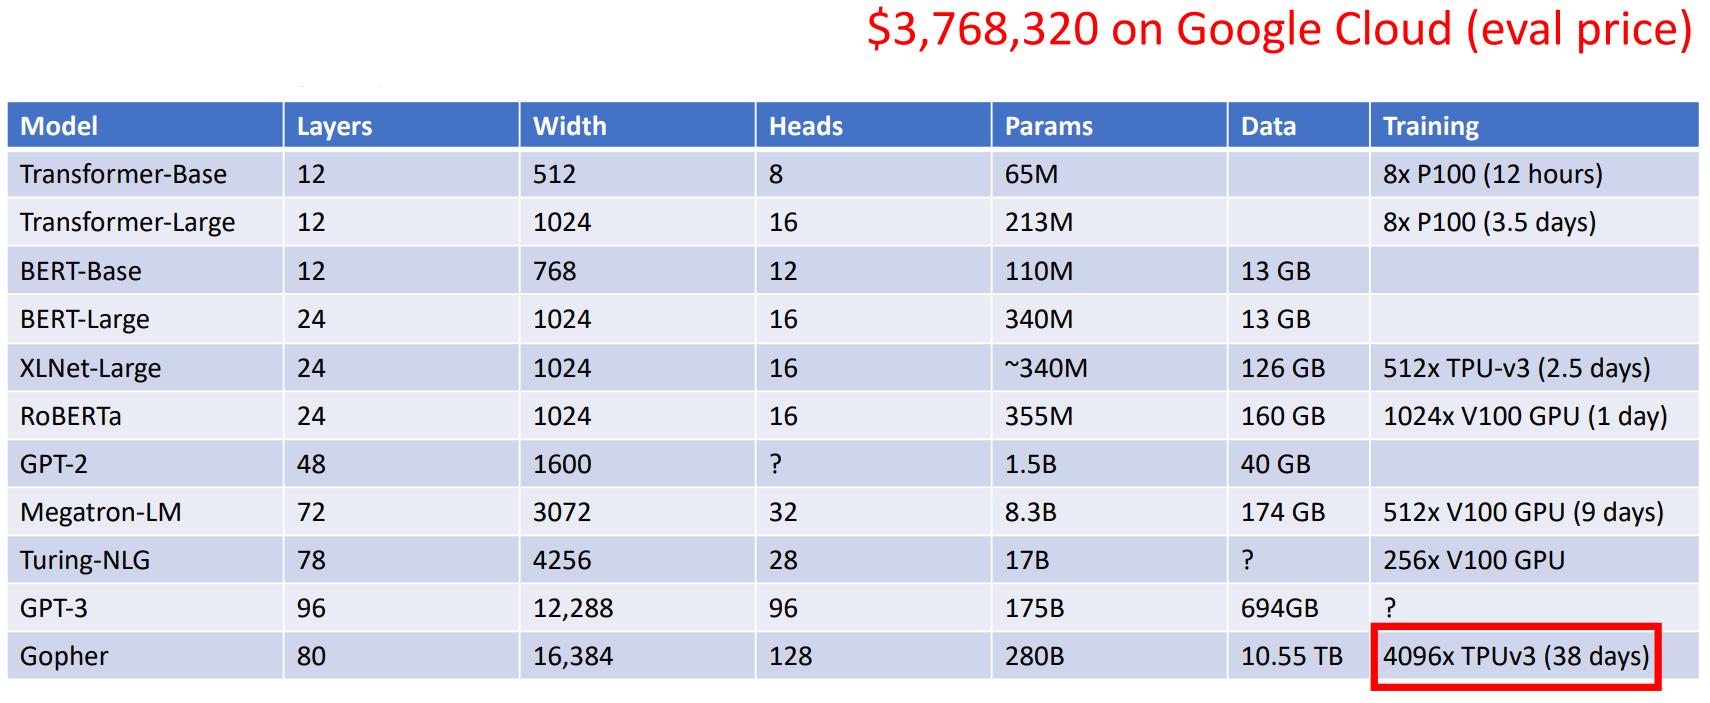 $3,768,320 on Google Cloud (eval price)
Model Layers Width Heads Params Data Training
Transformer-Base 12 512 8 65M 8x P100 (12 hours)
Transformer-Large 12 1024 16 213M 8x P100 (3.5 days)
BERT-Base 12 768 12 110M 13 GB
BERT-Large 24 1024 16 340M 13 GB
XLNet-Large 24 1024 16 ~340M 126 GB 512x TPU-v3 (2.5 days)
RoBERTa 24 1024 16 355M 160 GB 1024x V100 GPU (1 day)
GPT-2 48 1600 ? 1.5B 40 GB
Megatron-LM 72 3072 32 8.3B 174 GB 512x V100 GPU (9 days)
Turing-NLG 78 4256 28 17B ? 256x V100 GPU
GPT-3 96 12,288 96 175B 694GB ?
Gopher 80 16,384 128 280B 10.55 TB 4096x TPUv3 (38 days)